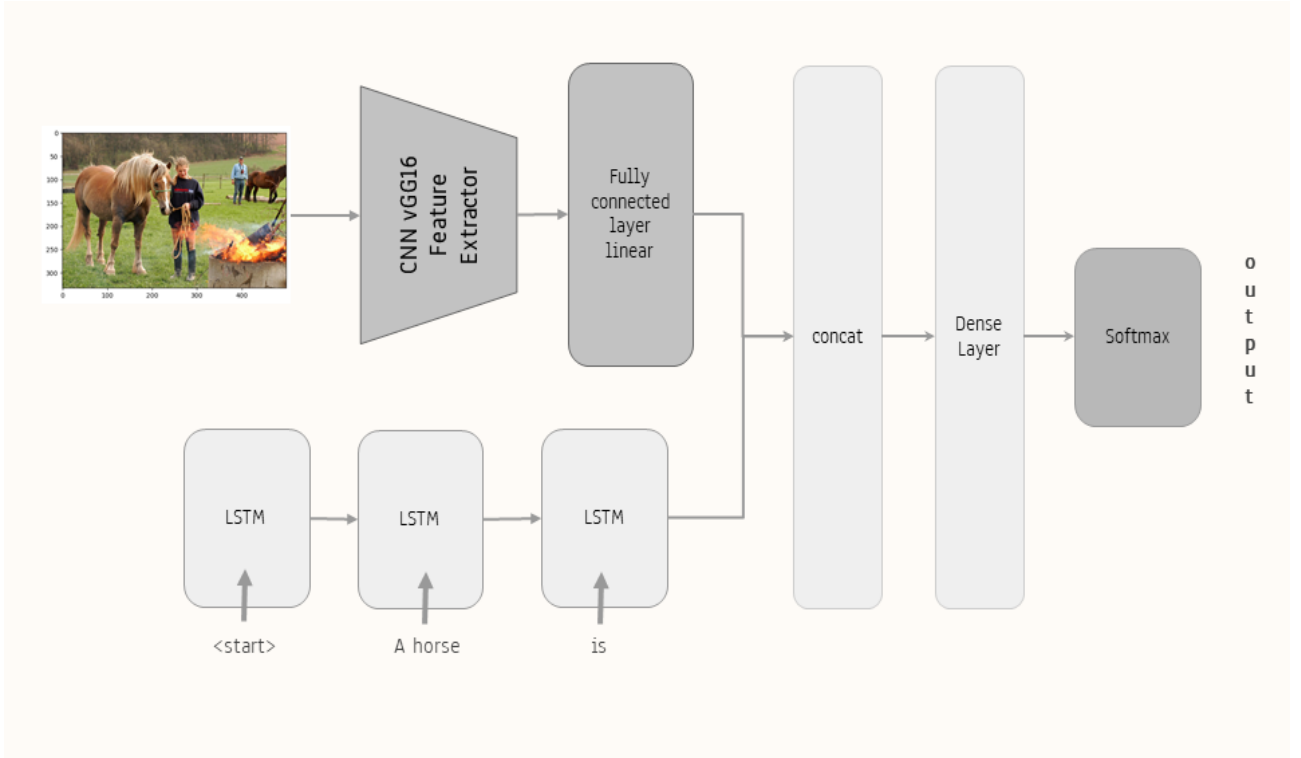 0
50
100
150
200
250
300
0 100 200 300 400
CNN vGG16
Feature
Extractor
Fully
connected
layer
linear
concat
Dense
Layer
Softmax
o
u
t
p
u
t
LSTM
LSTM
LSTM
<start>
A horse
is